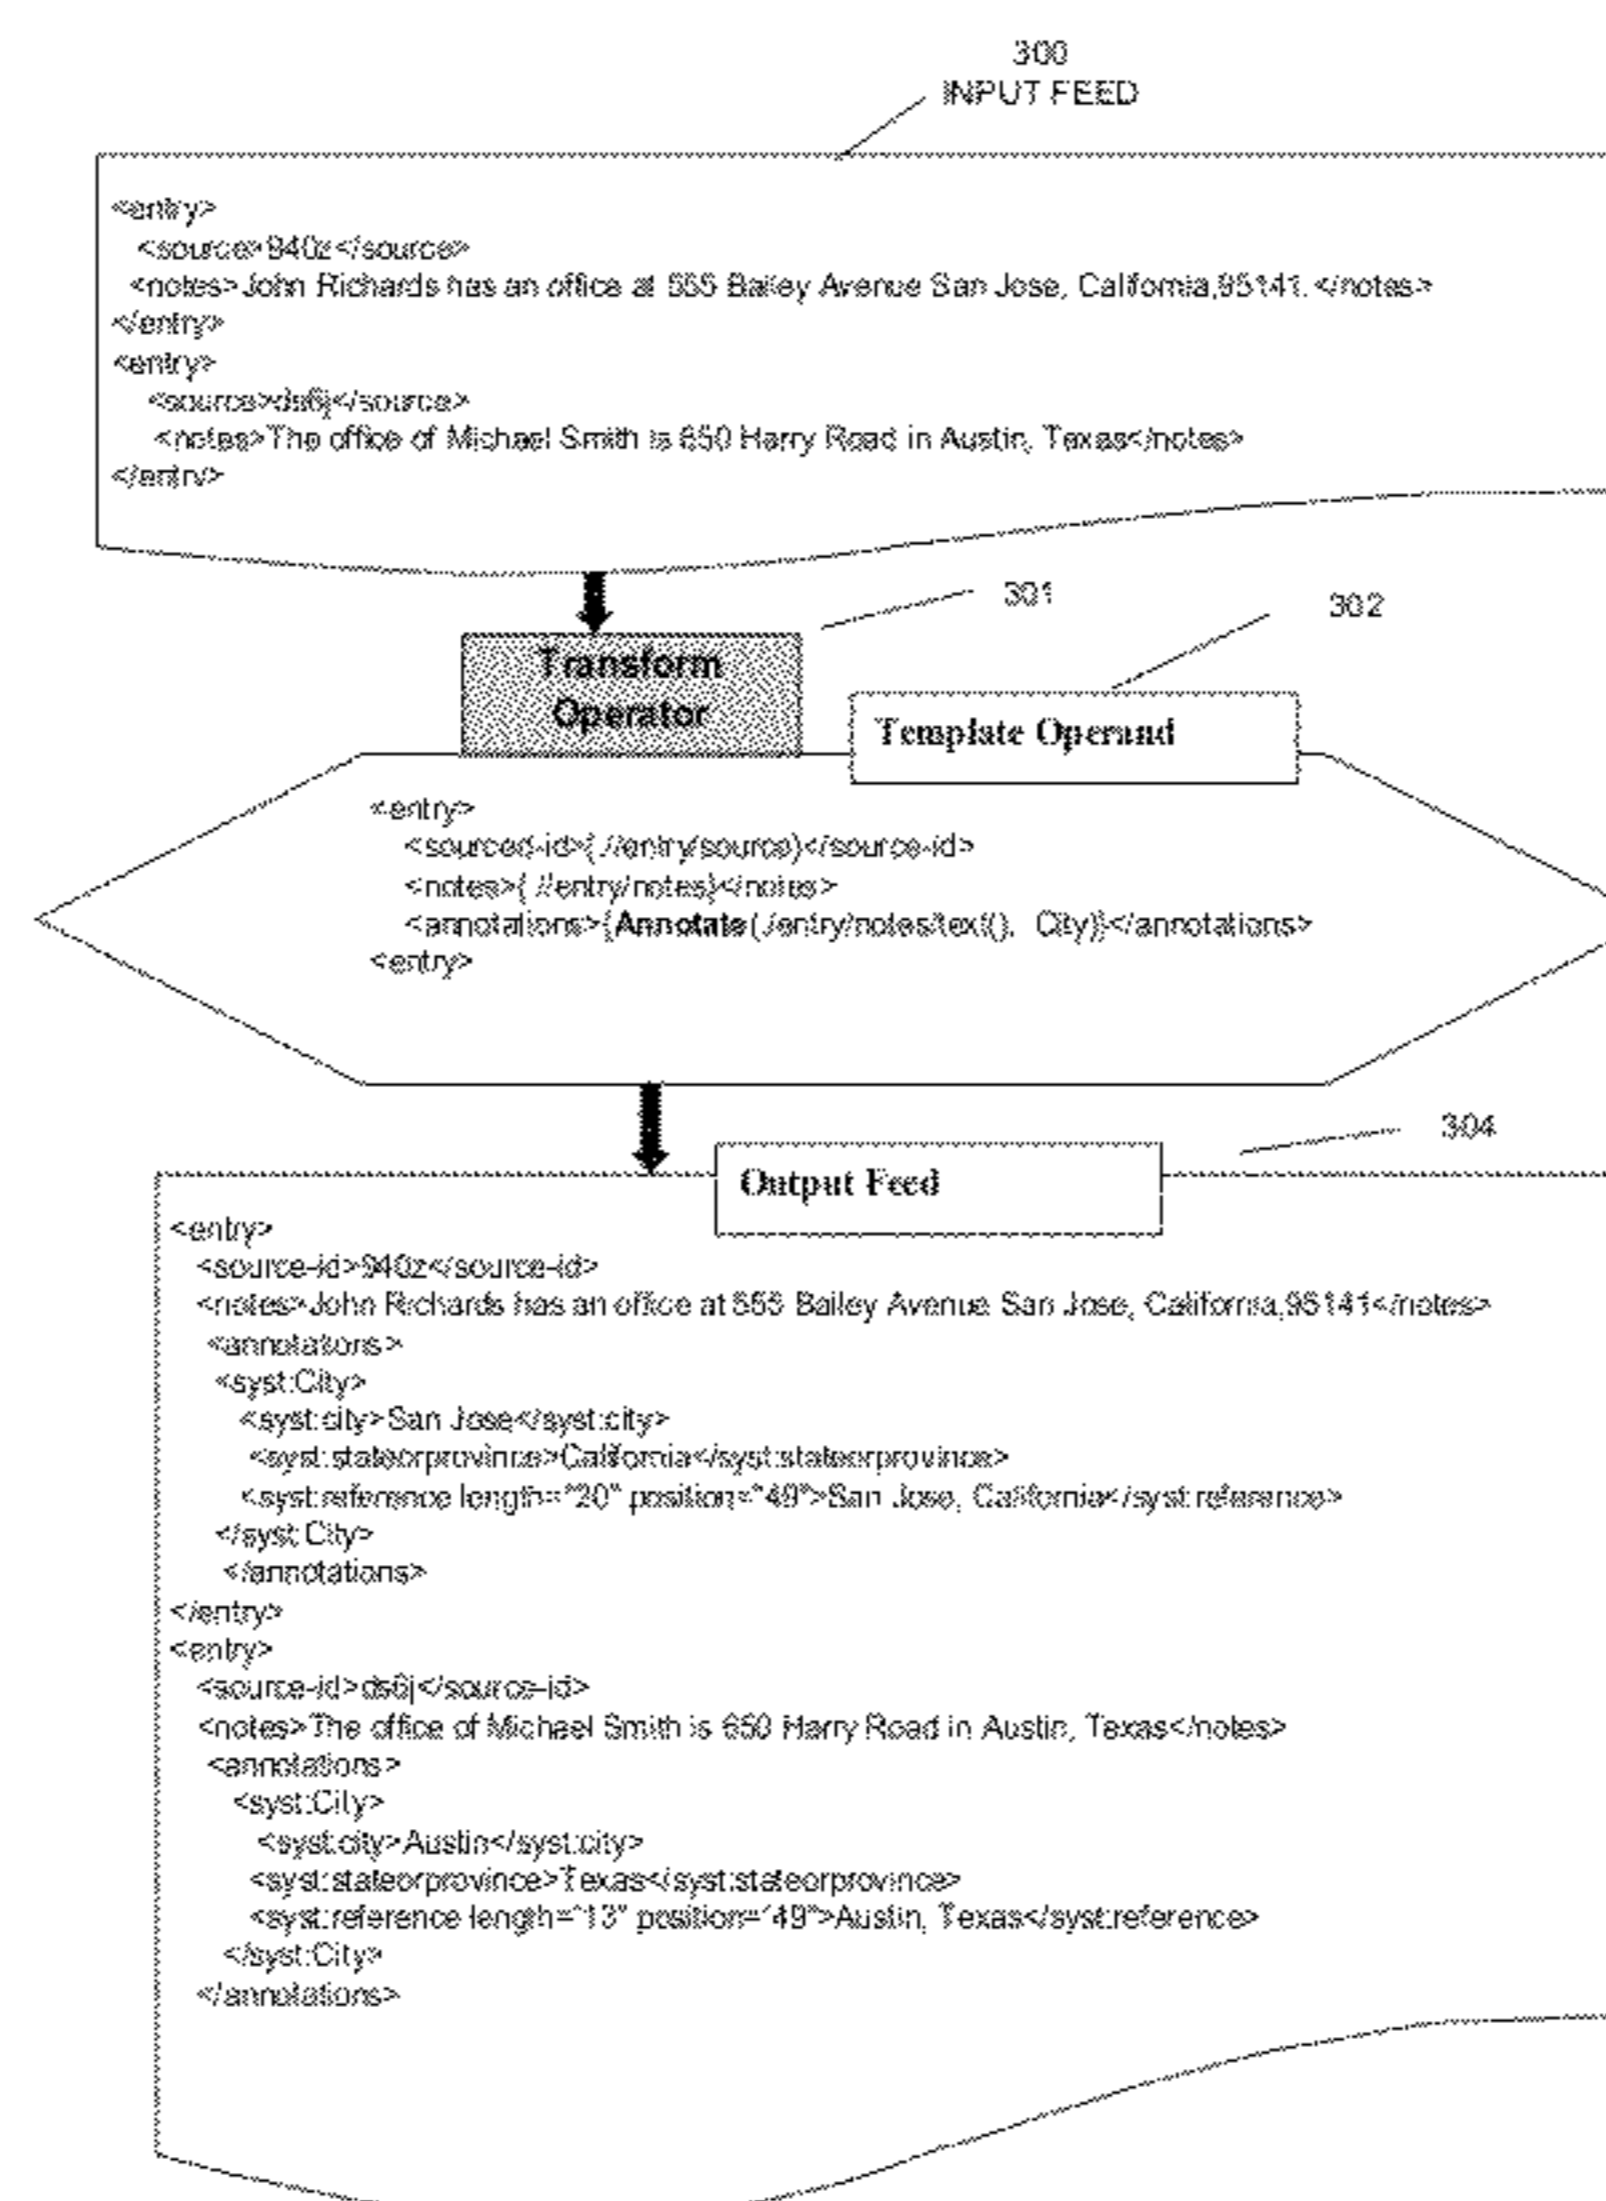 300
INPUT FEED
<entry>
<source>940z</source>
<notes>John Richards has an office at 555 Bailey Avenue San Jose, California,95141.</notes>
</entry>
<entry>
<source>ds6j</source>
<notes>The office of Michael Smith is 650 Harry Road in Austin, Texas</notes>
</entry>
301
302
Transform
Operator
Template Operand
<entry>
<sourced-id>{.//entry/source}</source-id>
<notes>{.//entry/notes}</notes>
<annotations>{Annotate(./entry/notes/text(), City)}</annotations>
<entry>
304
Output Feed
<entry>
<source-id>940z</source-id>
<notes>John Richards has an office at 555 Bailey Avenue San Jose, California,95141</notes>
<annotations>
<syst:City>
<syst:city>San Jose</syst:city>
<syst:stateorprovince>California</syst:stateorprovince>
<syst:reference length="20" position="49">San Jose, California</syst:reference>
</syst:City>
</annotations>
</entry>
<entry>
<source-id>ds6j</source-id>
<notes>The office of Michael Smith is 650 Harry Road in Austin, Texas</notes>
<annotations>
<syst:City>
<syst:city>Austin</syst:city>
<syst:stateorprovince>Texas</syst:stateorprovince>
<syst:reference length="13" position="49">Austin, Texas</syst:reference>
</syst:City>
</annotations>